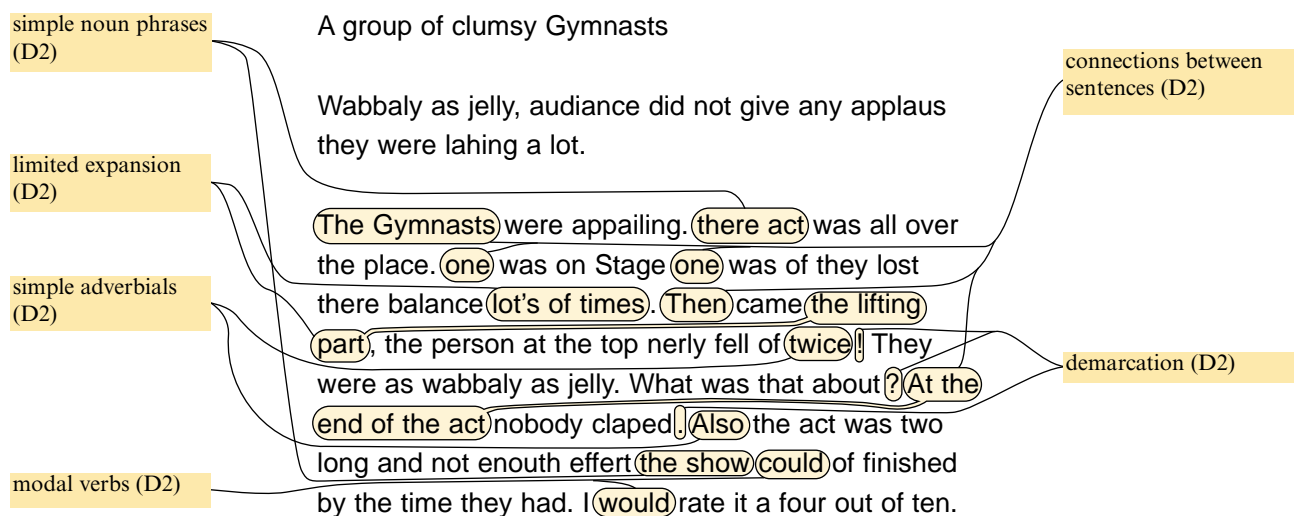 simple noun phrases
(D2)
limited expansion
(D2)
simple adverbials
(D2)
modal verbs (D2)
A group of clumsy Gymnasts
Wabbaly as jelly, audiance did not give any applaus
they were lahing a lot.
The Gymnasts were appailing. there act was all over
the place. one was on Stage one was of they lost
there balance lot's of times. Then came the lifting
part, the person at the top nerly fell of twice! They
were as wabbaly as jelly. What was that about? At the
end of the act nobody claped. Also the act was two
long and not enouth effert the show could of finished
by the time they had. I would rate it a four out of ten.
connections between
sentences (D2)
demarcation (D2)